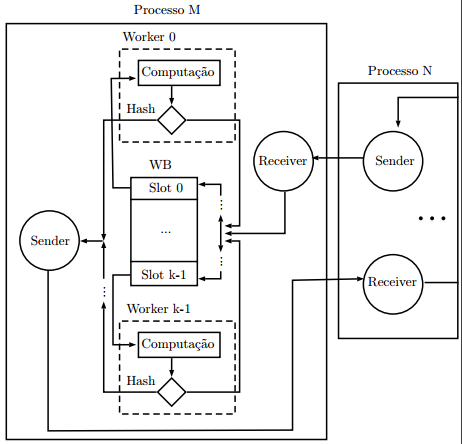 Processo M
Worker 0
Computação
Hash
Processo N
WB
Receiver
Sender
Slot 0
...
...
...
Sender
...
Slot k-1
...
...
Receiver
Worker k-1
Computação
Hash